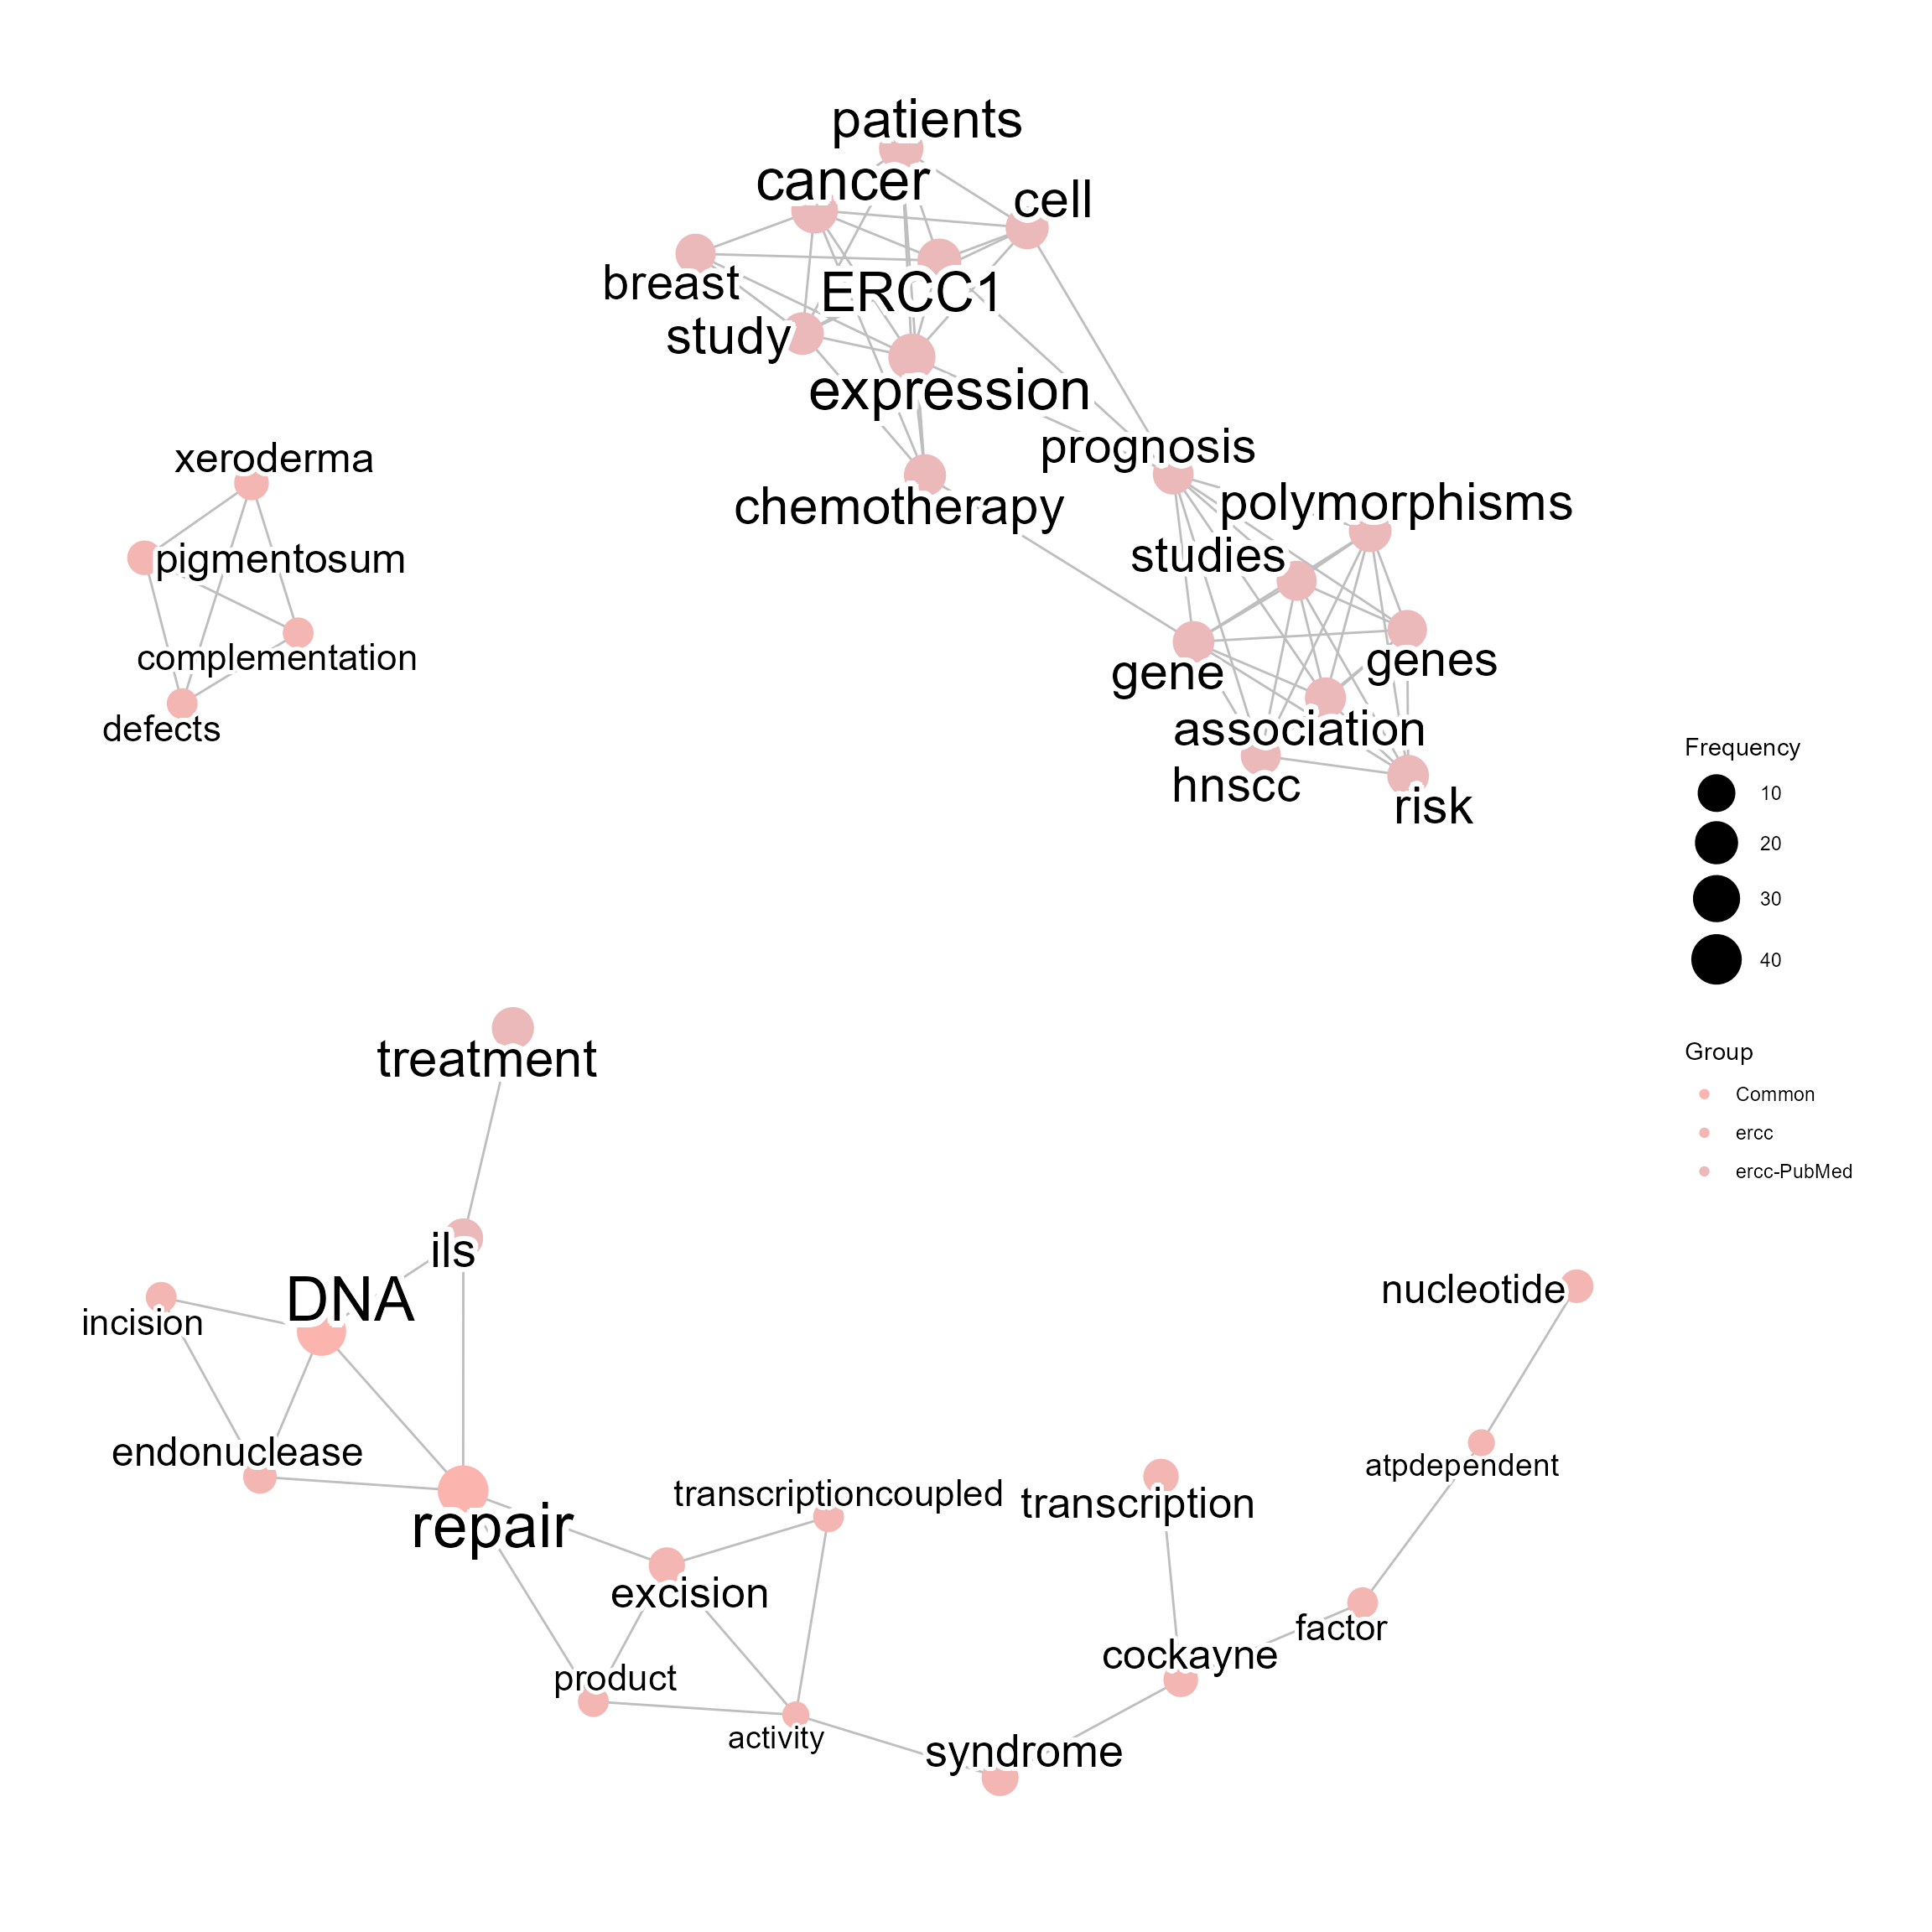 patients
cancer
cell
breast
ERCC1
study
expression
prognosis
xeroderma
polymorphisms
chemotherapy
studies
pigmentosum
complementation
genes
gene
defects
association
hnscc
risk
Frequency
10
20
30
40
treatment
Group
Common
ercc
ercc-PubMed
ils
DNA
nucleotide
incision
endonuclease
atpdependent
transcriptioncoupled
transcription
repair
excision
factor
cockayne
product
activity
syndrome